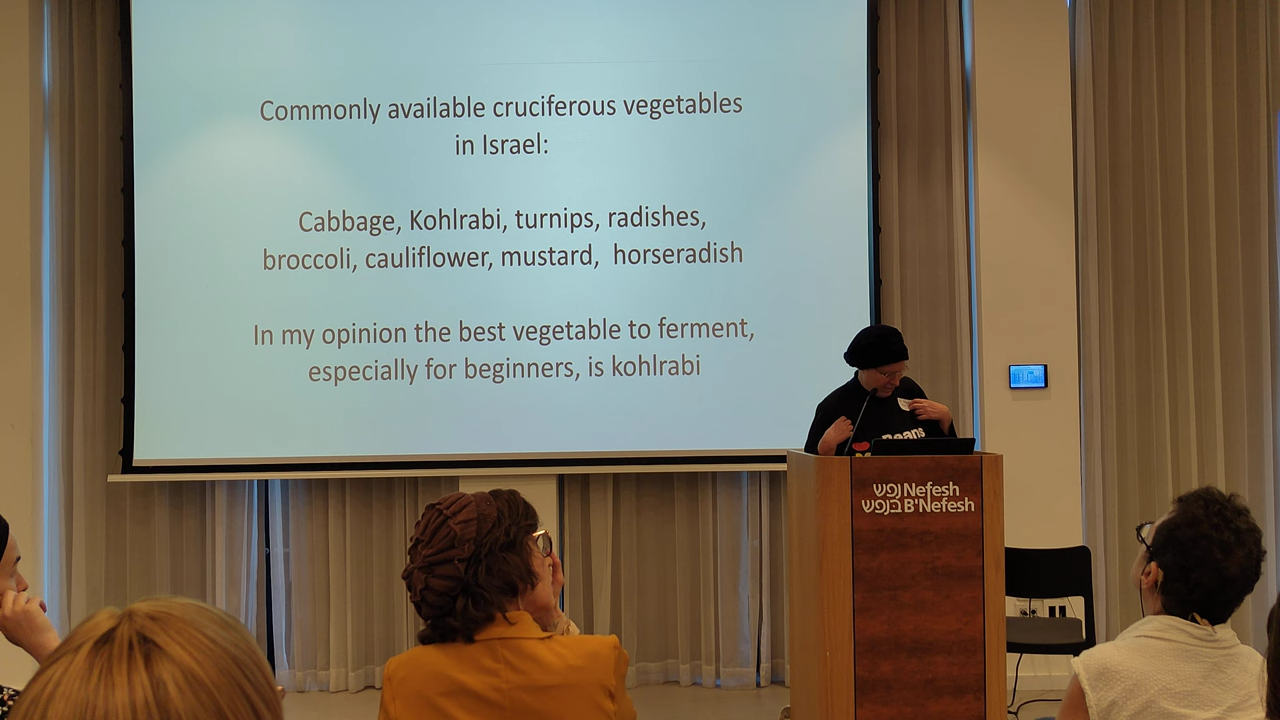 Commonly available cruciferous vegetables
in Israel:
Cabbage, Kohlrabi, turnips, radishes,
broccoli, cauliflower, mustard, horseradish
In my opinion the best vegetable to ferment,
especially for beginners, is kohlrabi
Beans
נפש Nefesh
בנפש B'Nefesh